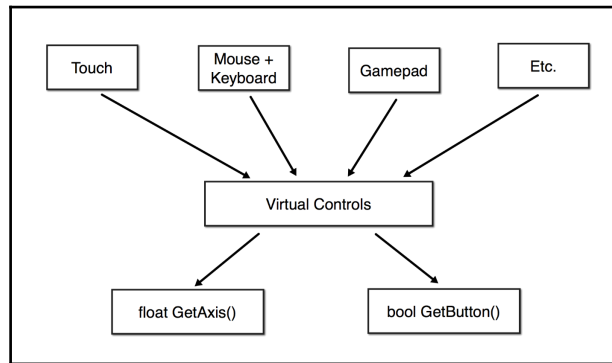 Touch
Mouse +
Keyboard
Gamepad
Etc.
Virtual Controls
float GetAxis()
bool GetButton()